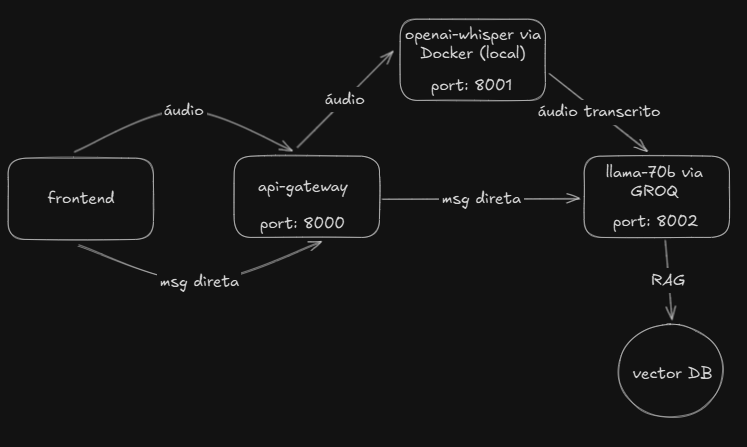 openai-whisper via
Docker (local)
port: 8001
áudio
áudio
áudio transcrito
frontend
api-gateway
port: 8000
msg direta
llama-70b via
GROQ
port: 8002
msg direta
RAG
vector DB